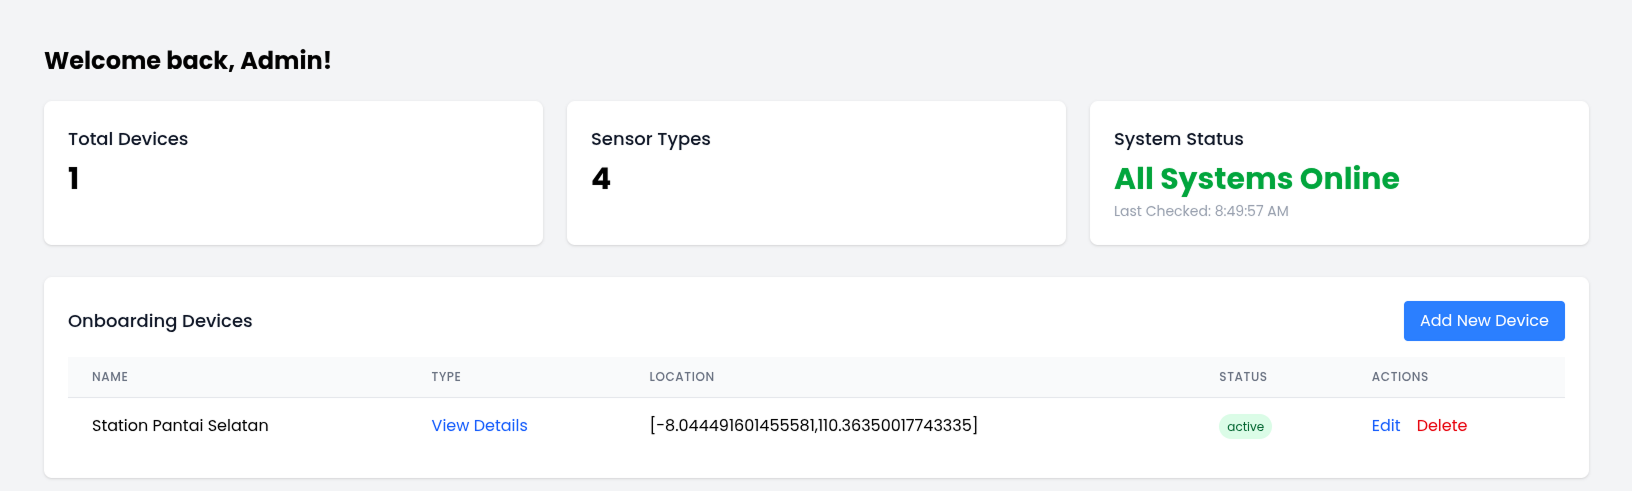 Welcome back, Admin!
Total Devices
1
Sensor Types
4
System Status
All Systems Online
Last Checked: 8:49:57 AM
Onboarding Devices
Add New Device
NAME TYPE LOCATION STATUS ACTIONS
Station Pantai Selatan View Details [-8.044491601455581,110.36350017743335] active Edit Delete